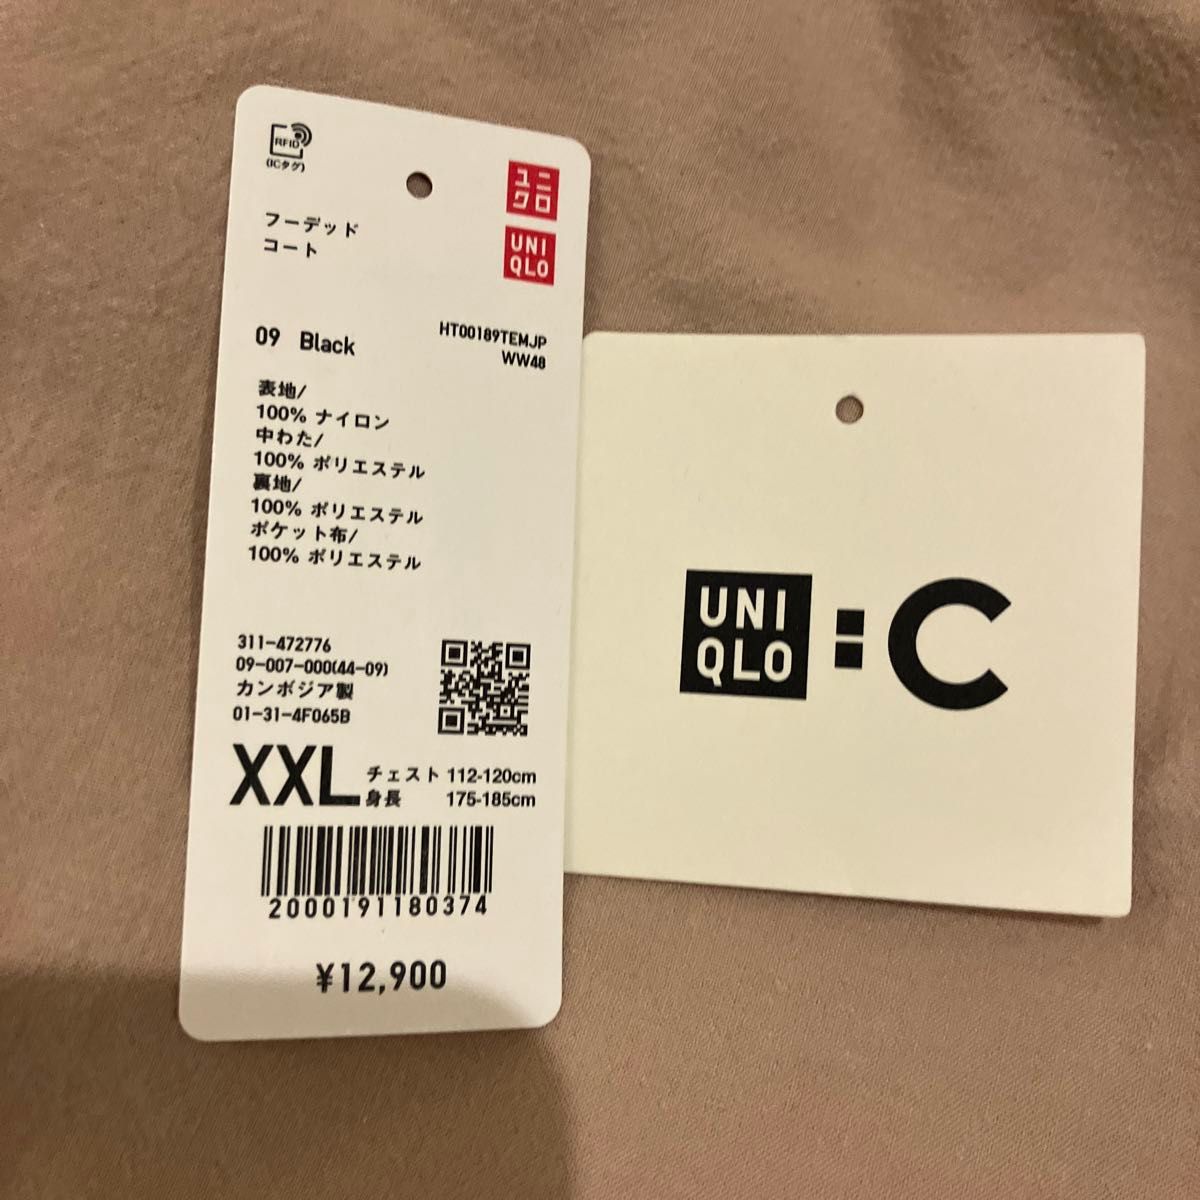 RFID
(ICタグ)
ユニ
クロ
UNI
QLO
フーデッド
コート
09 Black
HT00189TEMJP
WW48
表地/
100% ナイロン
中わた/
100% ポリエステル
裏地/
100% ポリエステル
ポケット布/
100% ポリエステル
311-472776
09-007-000(44-09)
カンボジア製
01-31-4F065B
XXL
チェスト 112-120cm
身長 175-185cm
2000191180374
¥12,900
UNI
QLO
:C